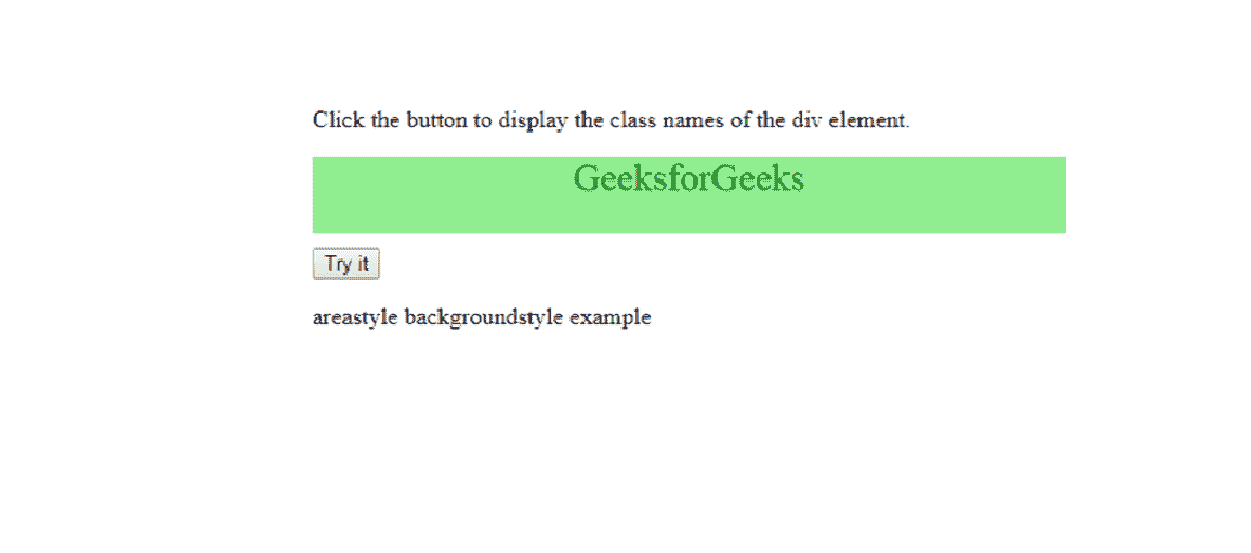 Click the button to display the class names of the div element.
GeeksforGeeks
Try it
areastyle backgroundstyle example